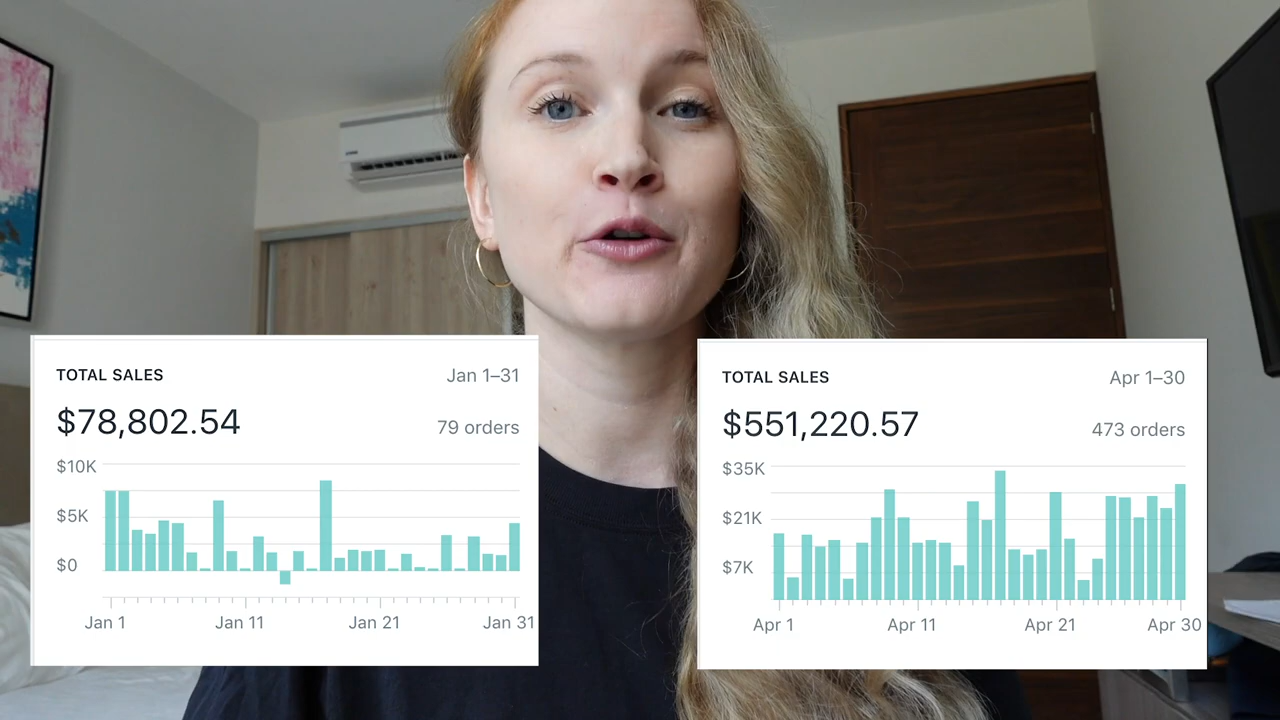 TOTAL SALES Jan 1–31
$78,802.54 79 orders
$10K
$5K
$0
Jan 1 Jan 11 Jan 21 Jan 31
TOTAL SALES Apr 1–30
$551,220.57 473 orders
$35K
$21K
$7K
Apr 1 Apr 11 Apr 21 Apr 30